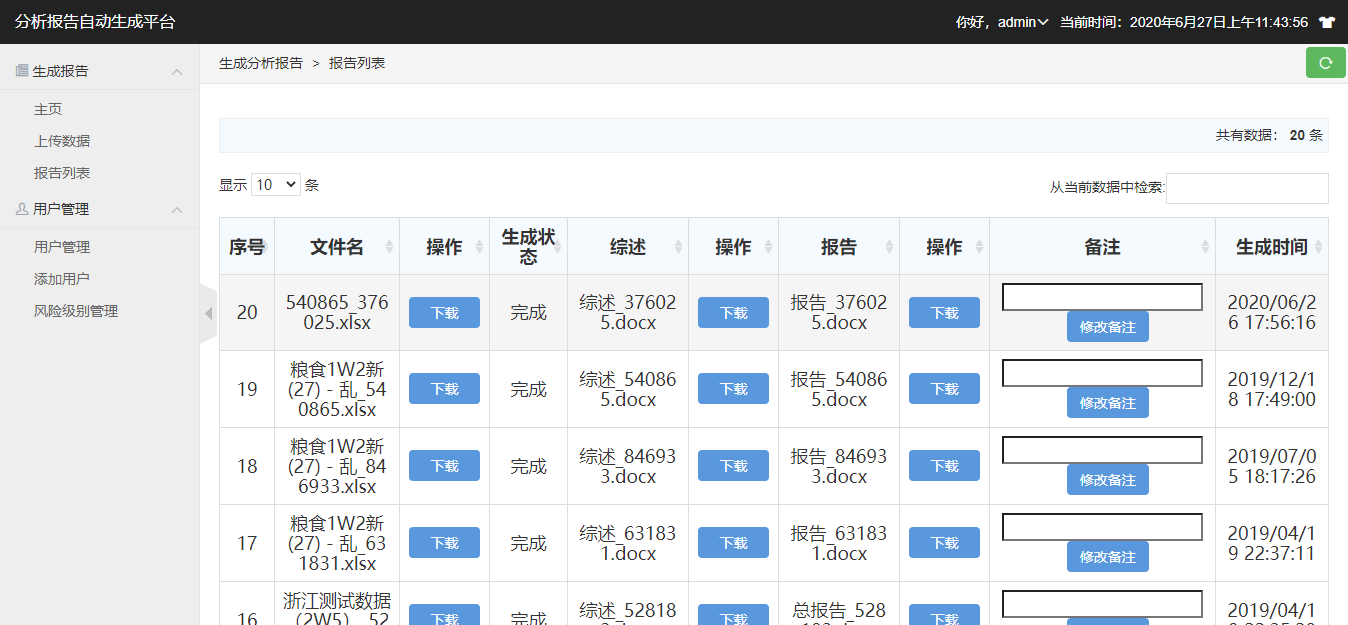 分析报告自动生成平台
你好，admin 当前时间：2020年6月27日上午11:43:56
生成报告
主页
上传数据
报告列表
用户管理
用户管理
添加用户
风险级别管理
生成分析报告 > 报告列表
共有数据： 20 条
显示 10 条
从当前数据中检索:
序号 文件名 操作 生成状态 综述 操作 报告 操作 备注 生成时间
20 540865_376025.xlsx 下载 完成 综述_376025.docx 下载 报告_376025.docx 下载 修改备注 2020/06/26 17:56:16
19 粮食1W2新(27) - 乱_540865.xlsx 下载 完成 综述_540865.docx 下载 报告_540865.docx 下载 修改备注 2019/12/18 17:49:00
18 粮食1W2新(27) - 乱_846933.xlsx 下载 完成 综述_846933.docx 下载 报告_846933.docx 下载 修改备注 2019/07/05 18:17:26
17 粮食1W2新(27) - 乱_631831.xlsx 下载 完成 综述_631831.docx 下载 报告_631831.docx 下载 修改备注 2019/04/19 22:37:11
16 浙江测试数据（2W5）_52 下载 完成 综述_52818 下载 总报告_528 下载 2019/04/1